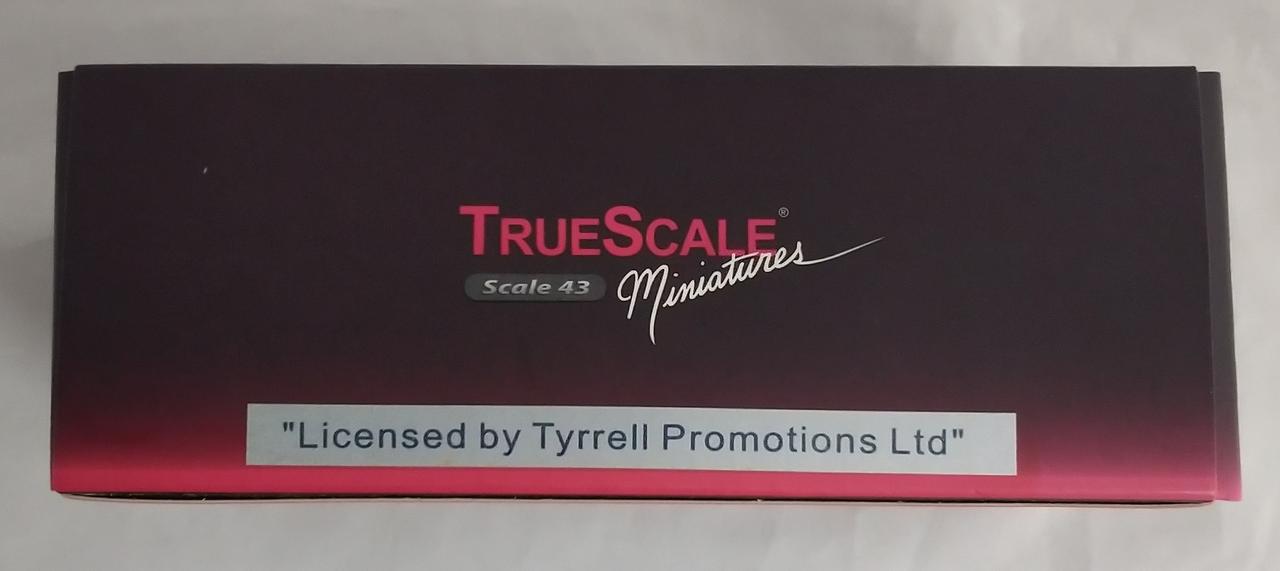 TRUESCALE®
Scale 43 Miniatures
"Licensed by Tyrrell Promotions Ltd"